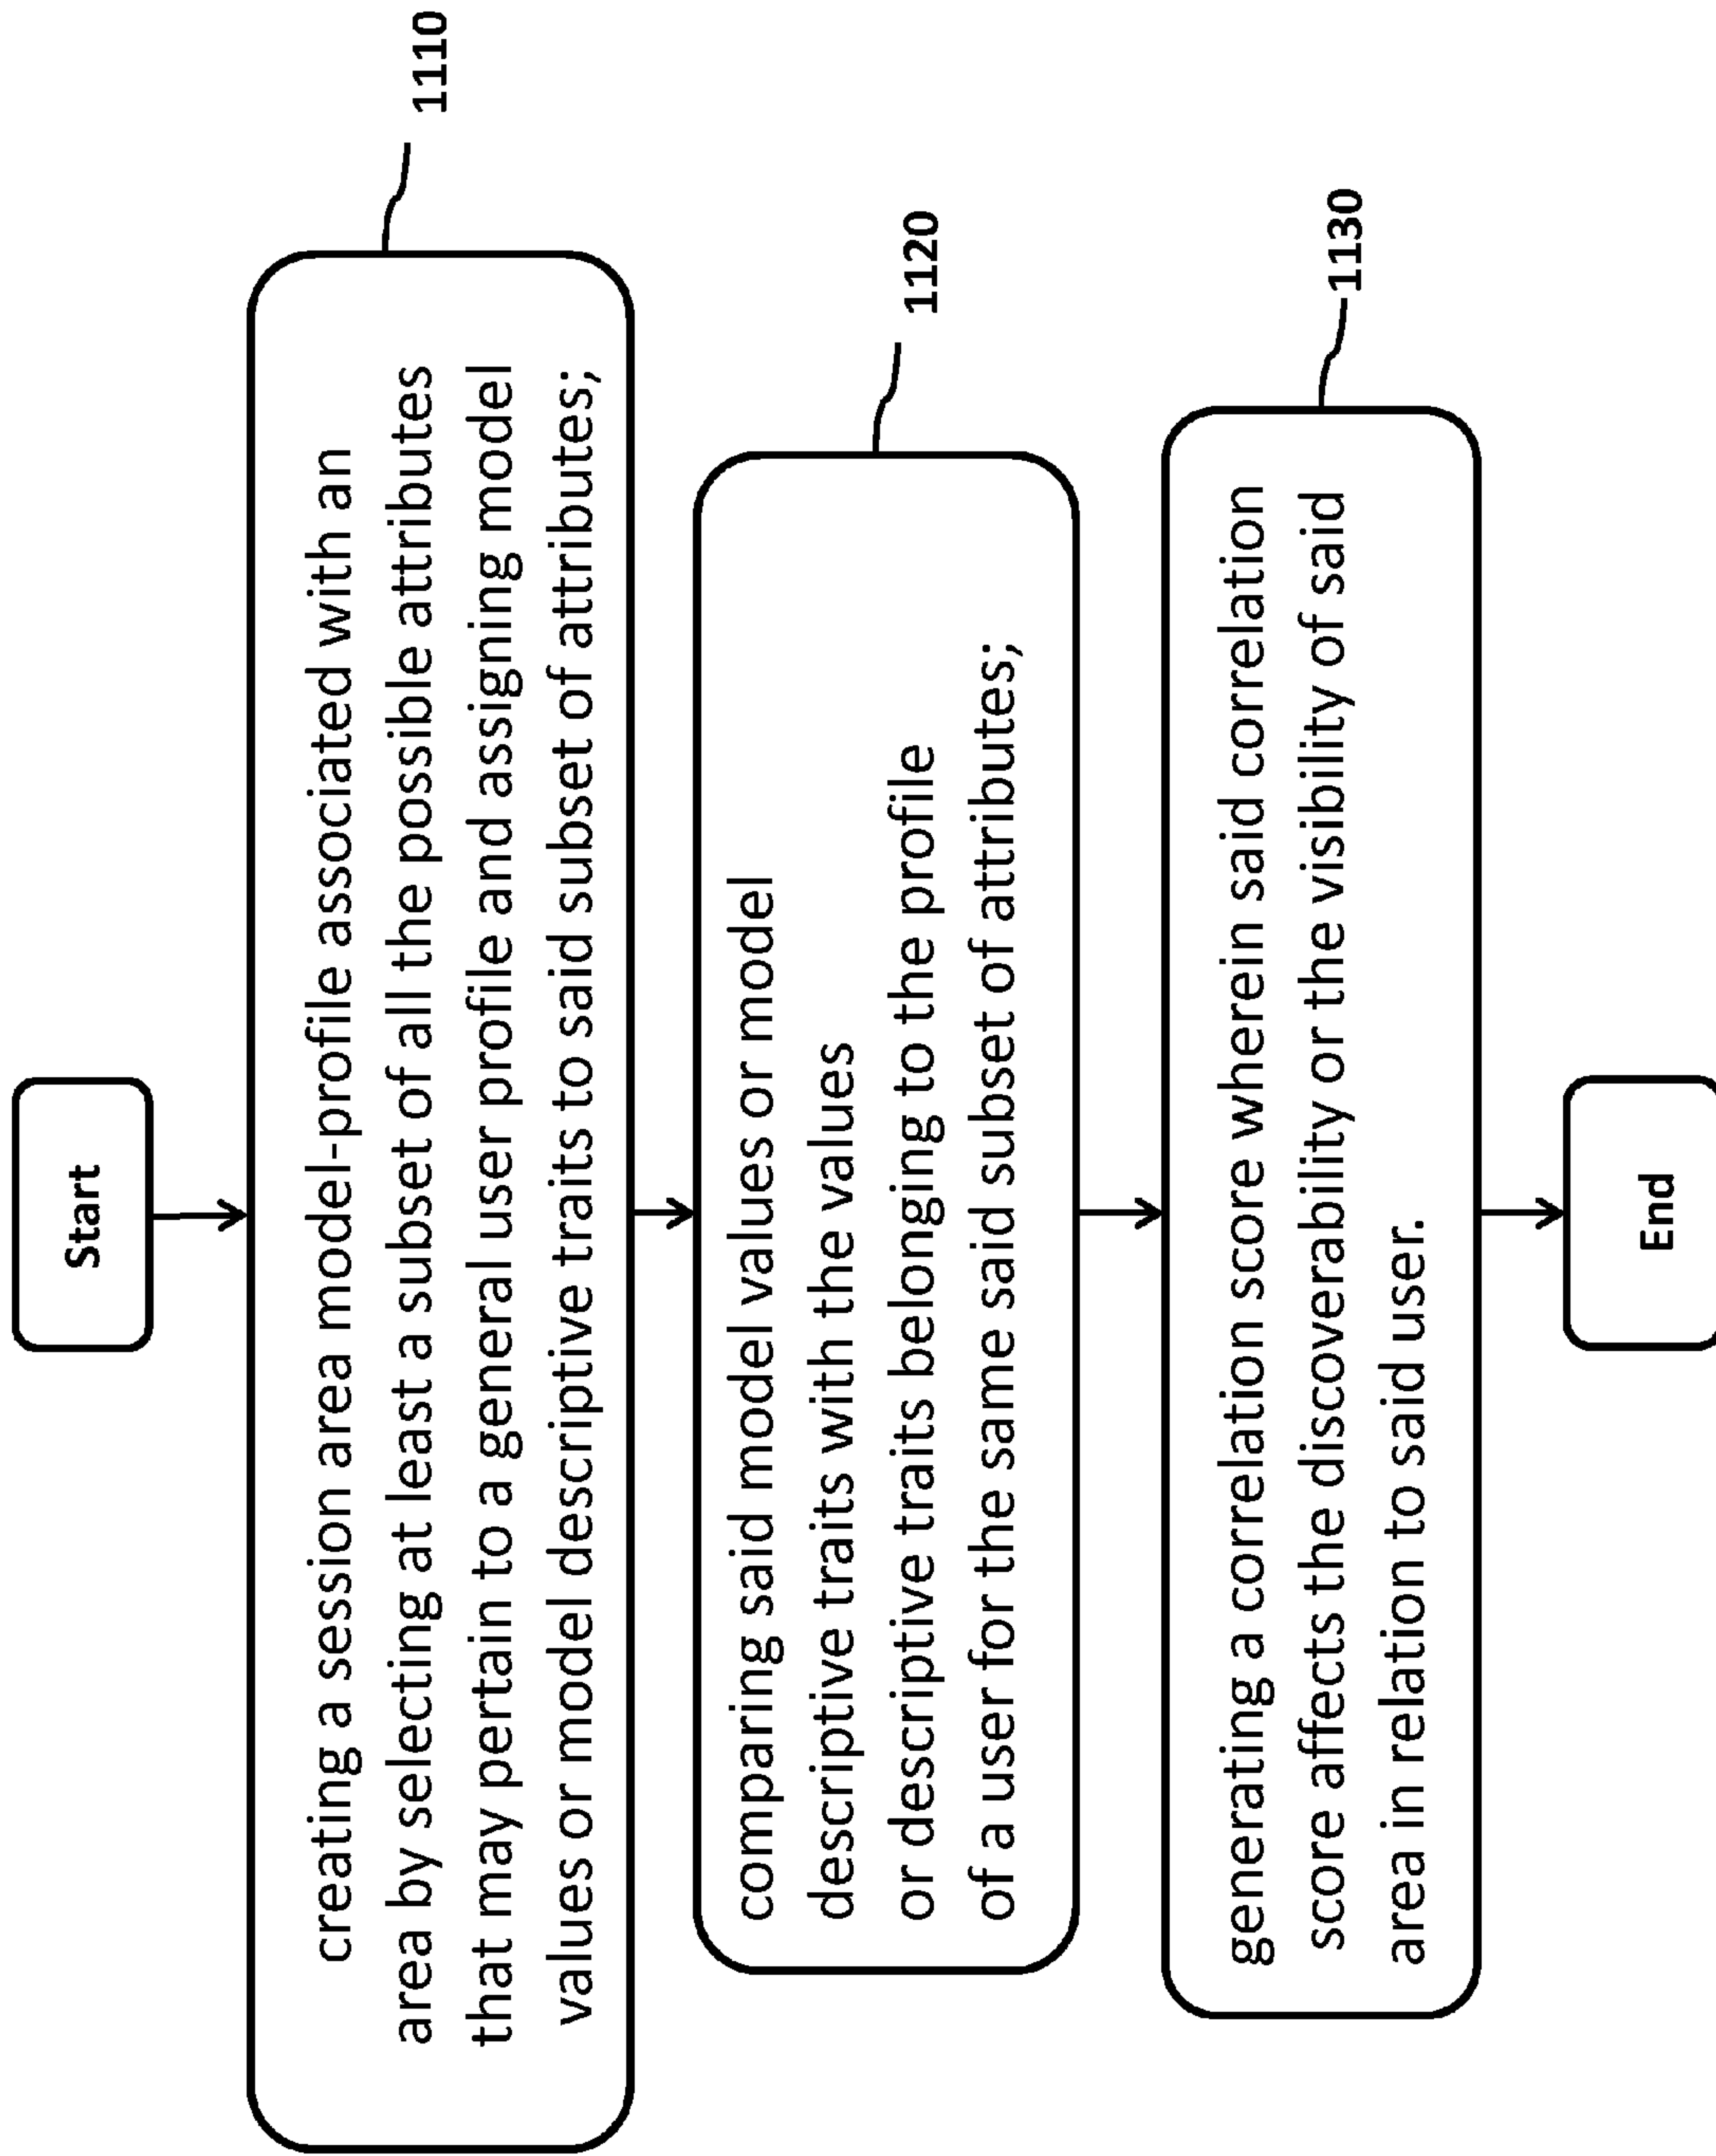 Start
creating a session area model-profile associated with an
area by selecting at least a subset of all the possible attributes
that may pertain to a general user profile and assigning model
values or model descriptive traits to said subset of attributes;
1110
comparing said model values or model
descriptive traits with the values
or descriptive traits belonging to the profile
of a user for the same said subset of attributes;
1120
generating a correlation score wherein said correlation
score affects the discoverability or the visibility of said
area in relation to said user.
1130
End